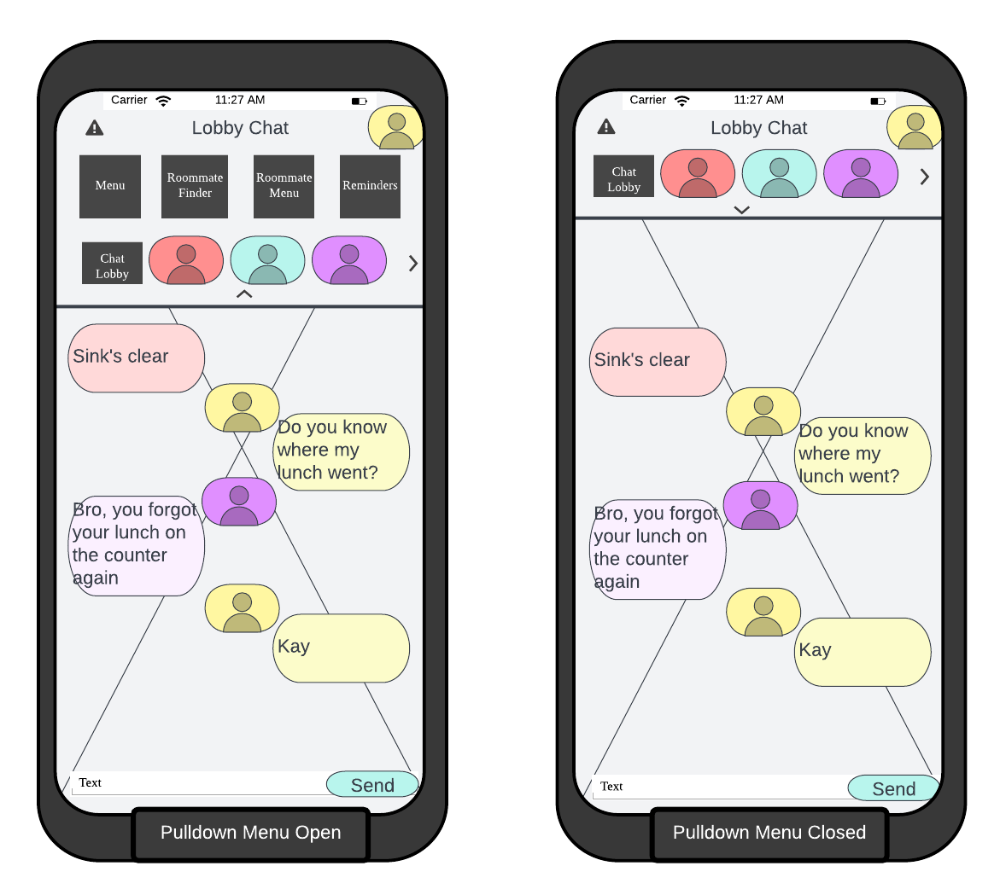 Carrier 11:27 AM
Lobby Chat
Menu
Roommate
Finder
Roommate
Menu
Reminders
Chat
Lobby
Sink's clear
Do you know
where my
lunch went?
Bro, you forgot
your lunch on
the counter
again
Kay
Text
Send
Pulldown Menu Open
Carrier 11:27 AM
Lobby Chat
Chat
Lobby
Sink's clear
Do you know
where my
lunch went?
Bro, you forgot
your lunch on
the counter
again
Kay
Text
Send
Pulldown Menu Closed